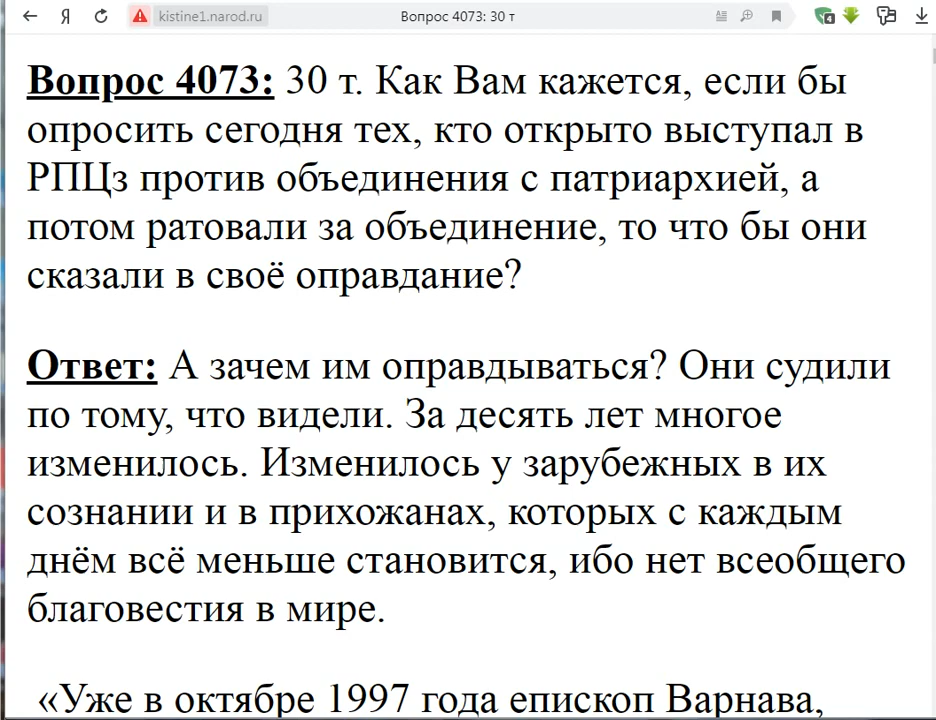 Я kistine1.narod.ru Вопрос 4073: 30 т 4
Вопрос 4073: 30 т. Как Вам кажется, если бы
опросить сегодня тех, кто открыто выступал в
РПЦз против объединения с патриархией, а
потом ратовали за объединение, то что бы они
сказали в своё оправдание?
Ответ: А зачем им оправдываться? Они судили
по тому, что видели. За десять лет многое
изменилось. Изменилось у зарубежных в их
сознании и в прихожанах, которых с каждым
днём всё меньше становится, ибо нет всеобщего
благовестия в мире.
«Уже в октябре 1997 года епископ Варнава,